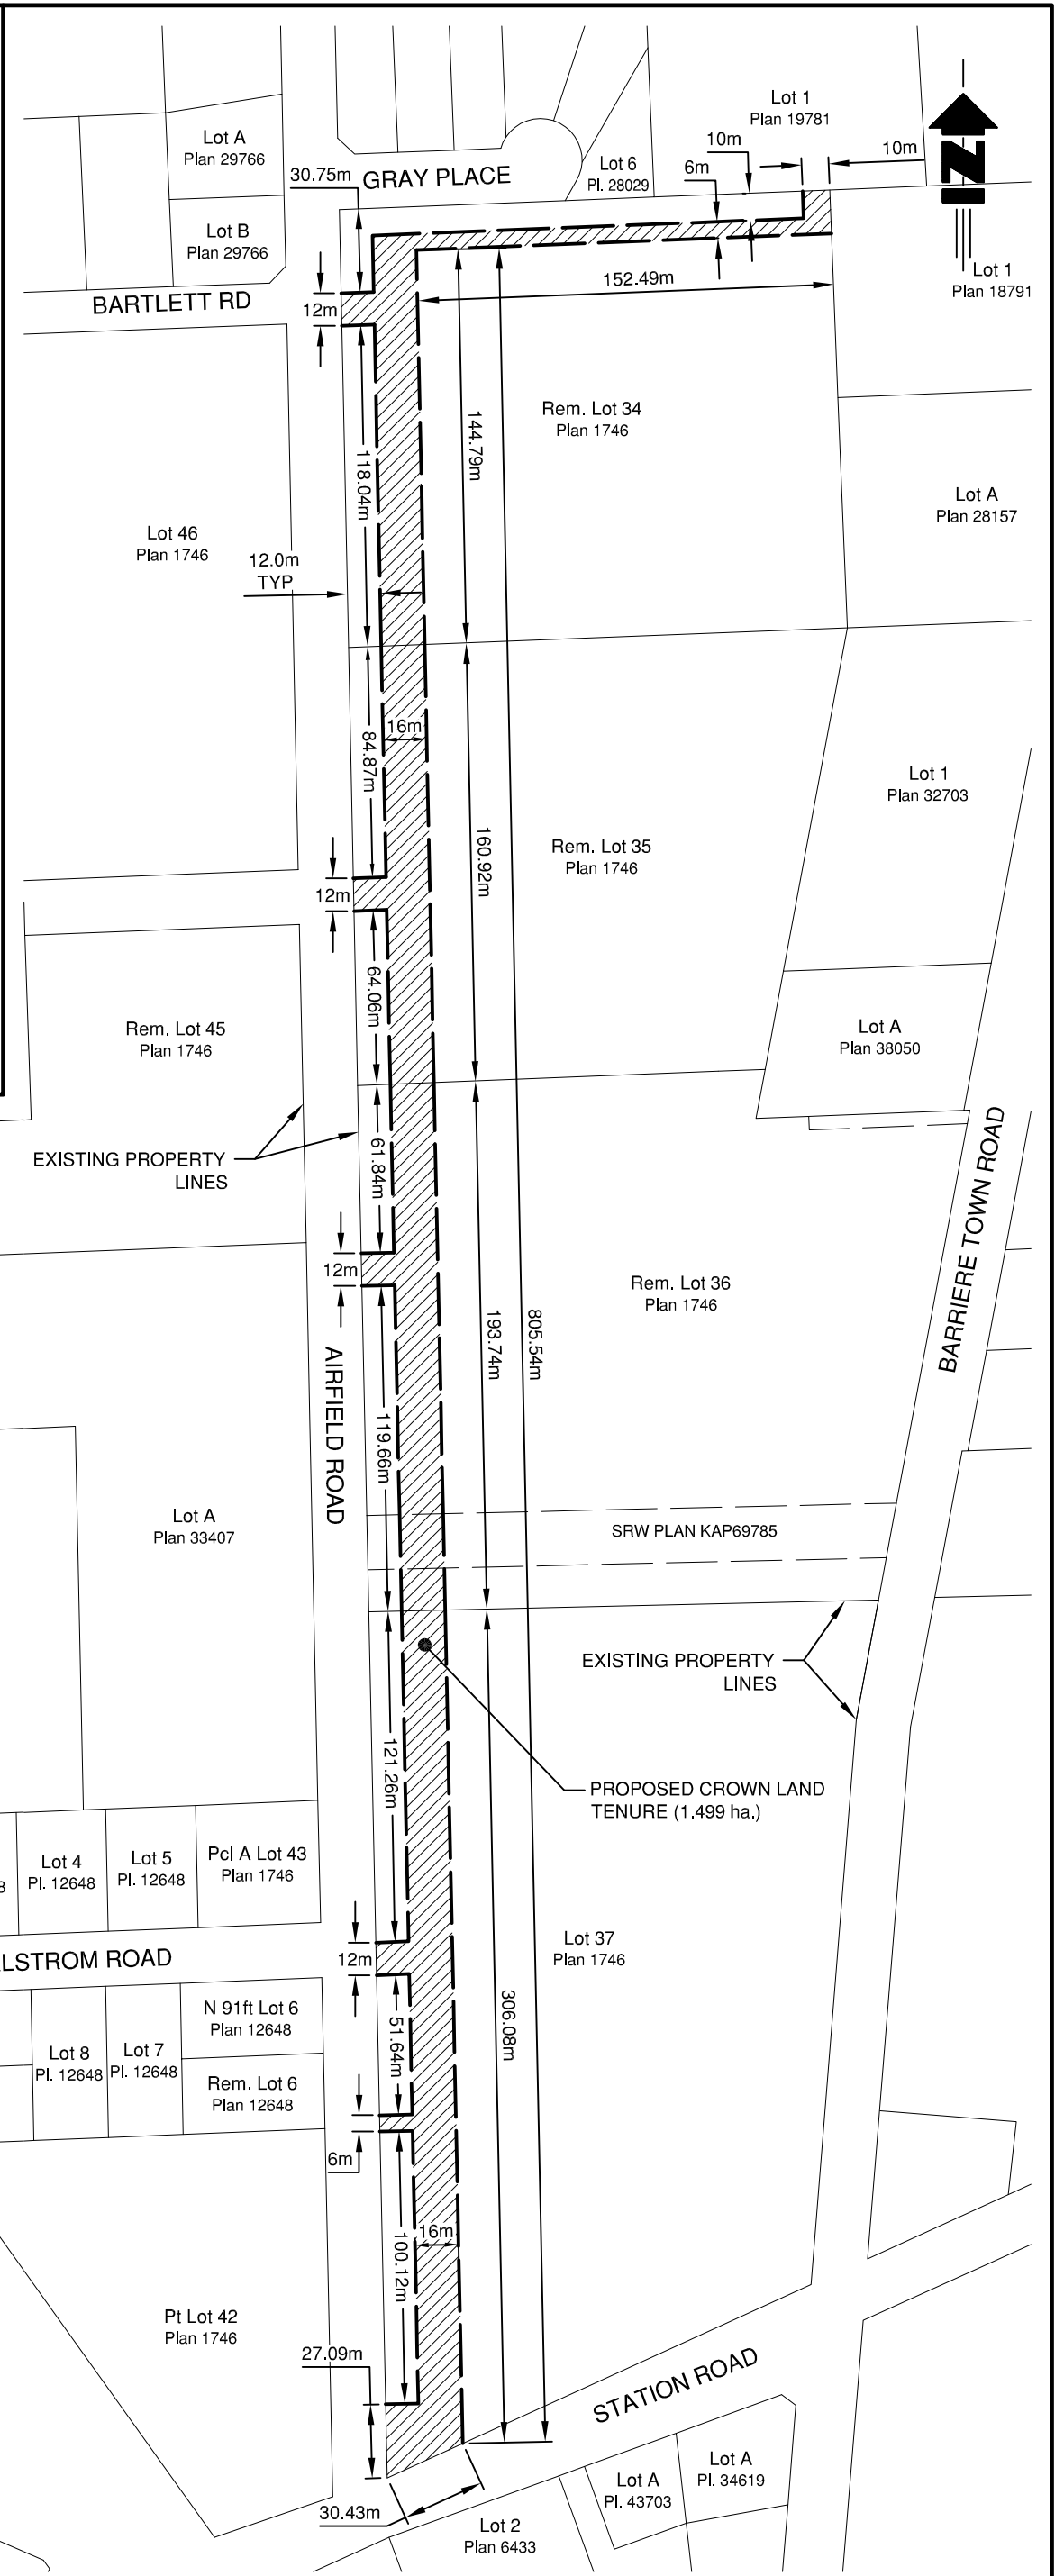 Lot 1
Plan 19781
Lot A
Plan 29766
10m
10m
30.75m
GRAY PLACE
Lot 6
Pl. 28029
6m
N
Lot B
Plan 29766
Lot 1
Plan 18791
152.49m
BARTLETT RD
12m
Rem. Lot 34
Plan 1746
144.79m
118.04m
Lot A
Plan 28157
Lot 46
Plan 1746
12.0m
TYP
16m
84.87m
Lot 1
Plan 32703
Rem. Lot 35
Plan 1746
160.92m
12m
64.06m
Rem. Lot 45
Plan 1746
Lot A
Plan 38050
EXISTING PROPERTY
LINES
61.84m
BARRIERE TOWN ROAD
12m
Rem. Lot 36
Plan 1746
193.74m
805.54m
AIRFIELD ROAD
119.66m
Lot A
Plan 33407
SRW PLAN KAP69785
EXISTING PROPERTY
LINES
121.26m
PROPOSED CROWN LAND
TENURE (1.499 ha.)
8
Lot 4
Pl. 12648
Lot 5
Pl. 12648
Pcl A Lot 43
Plan 1746
Lot 37
Plan 1746
LSTROM ROAD
12m
306.08m
N 91ft Lot 6
Plan 12648
51.64m
Lot 8
Pl. 12648
Lot 7
Pl. 12648
Rem. Lot 6
Plan 12648
6m
16m
100.12m
Pt Lot 42
Plan 1746
27.09m
STATION ROAD
30.43m
Lot A
Pl. 34619
Lot A
Pl. 43703
Lot 2
Plan 6433